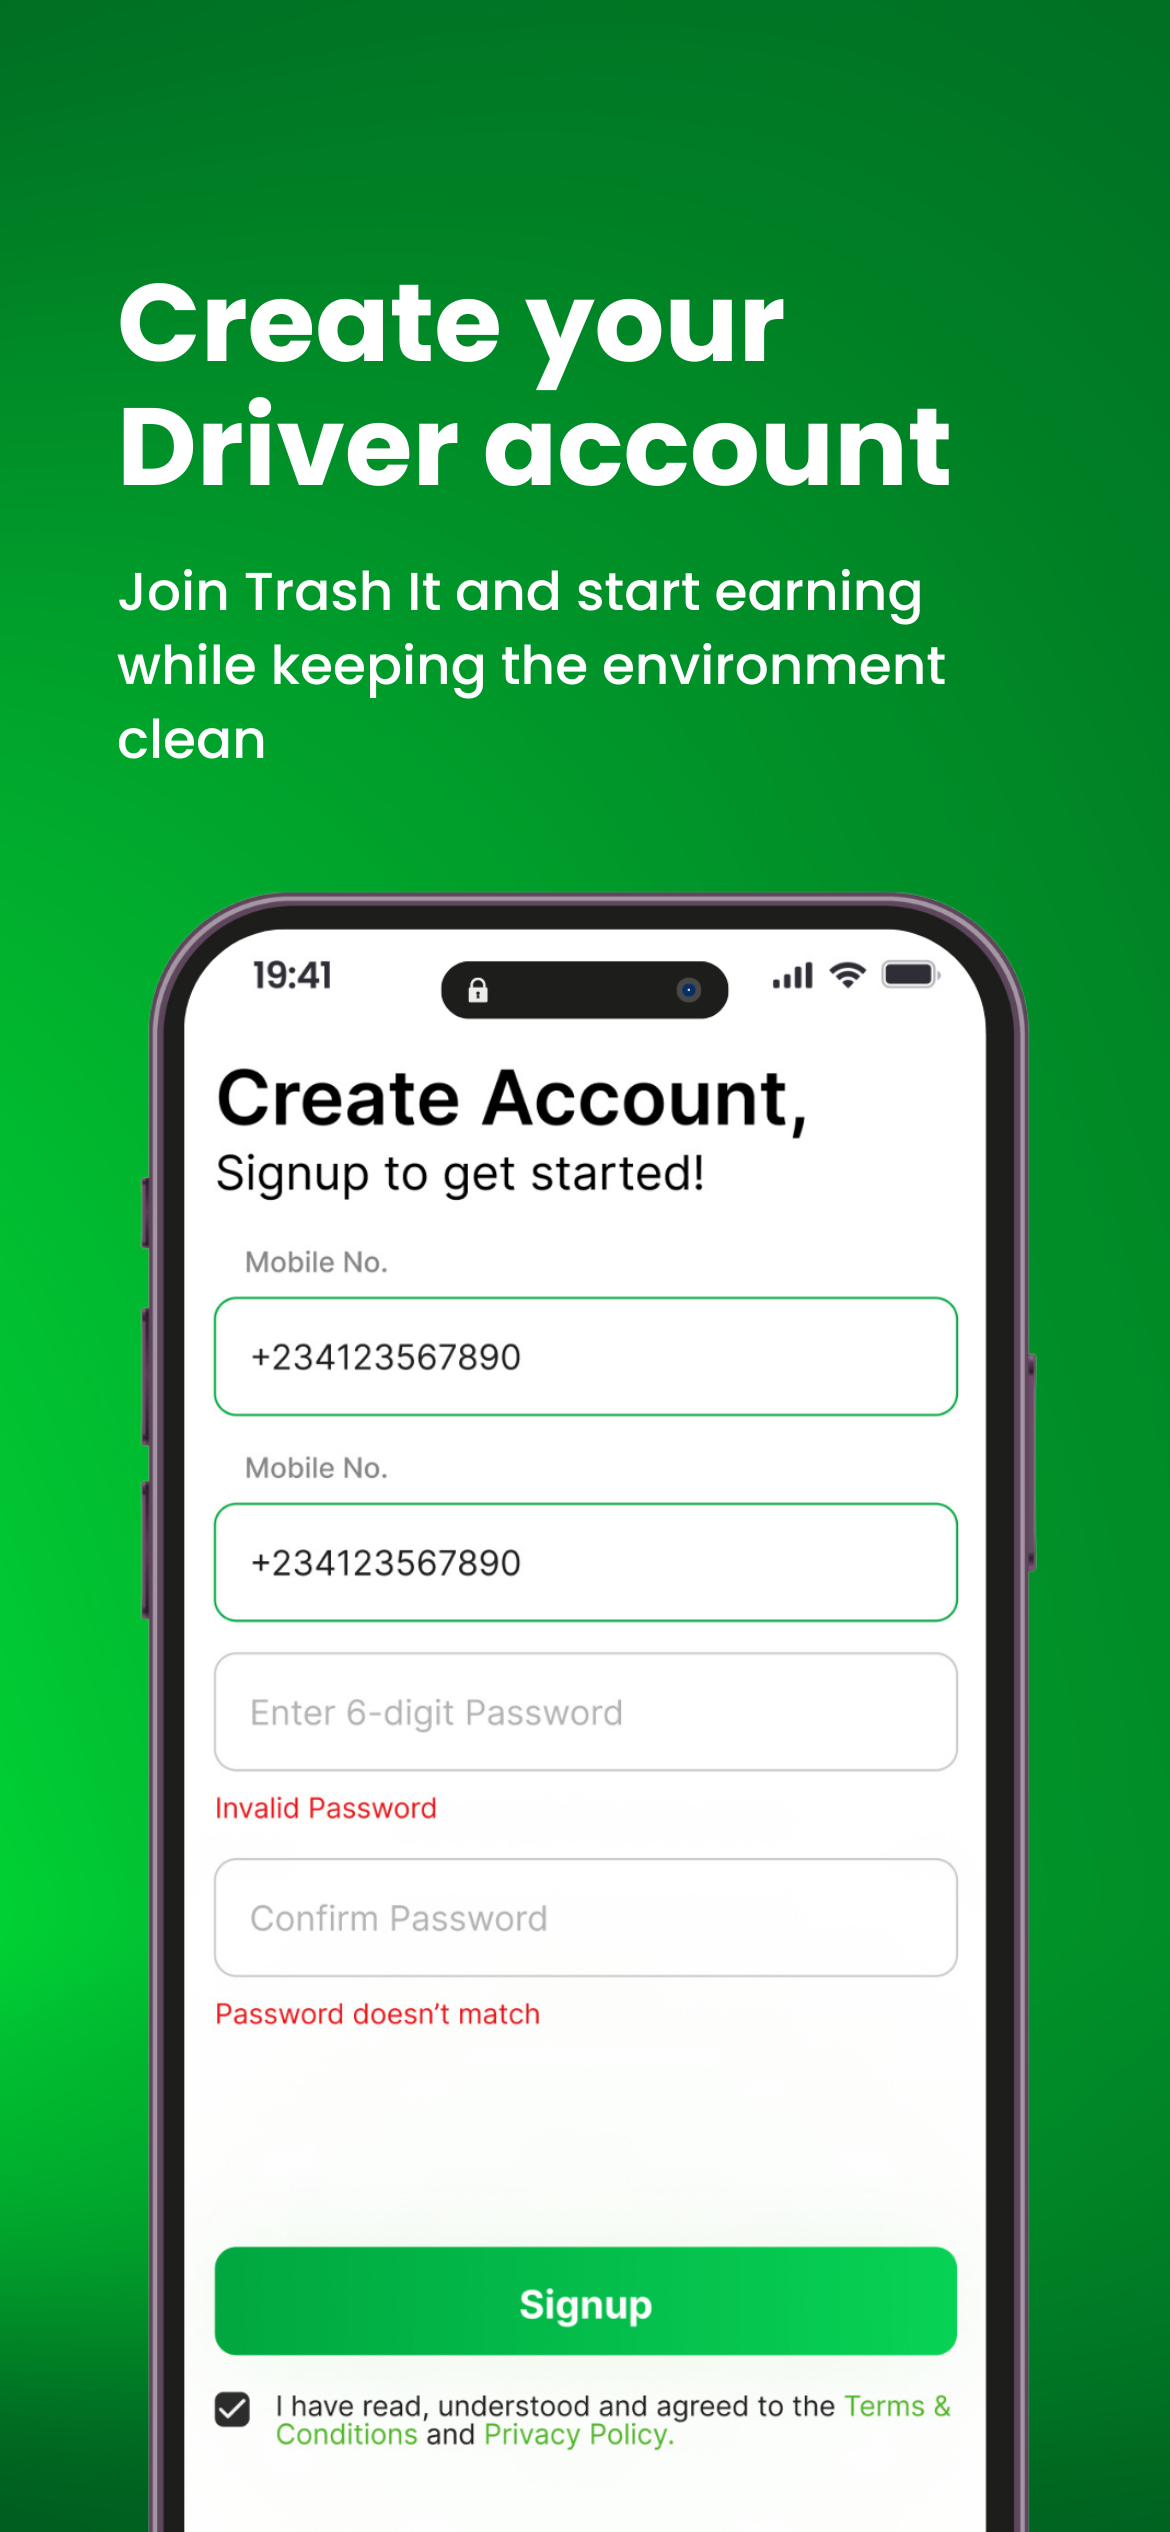 Create your
Driver account
Join Trash It and start earning
while keeping the environment
clean
19:41
Create Account,
Signup to get started!
Mobile No.
+234123567890
Mobile No.
+234123567890
Enter 6-digit Password
Invalid Password
Confirm Password
Password doesn't match
Signup
I have read, understood and agreed to the Terms &
Conditions and Privacy Policy.